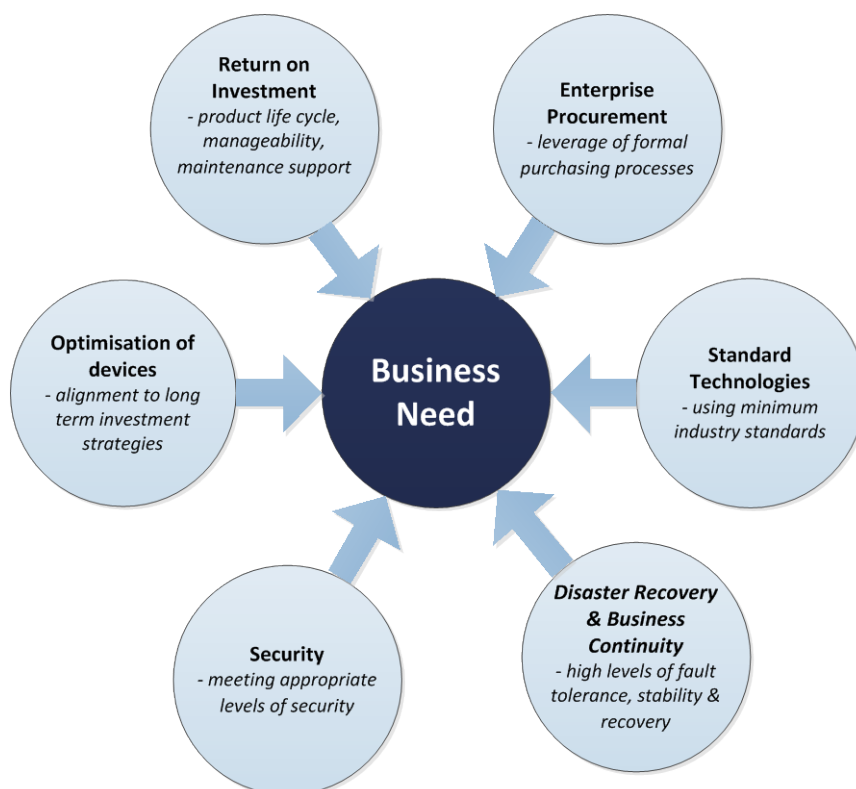 Return on
Investment
- product life cycle,
manageability,
maintenance support
Enterprise
Procurement
- leverage of formal
purchasing processes
Optimisation of
devices
- alignment to long
term investment
strategies
Business
Need
Standard
Technologies
- using minimum
industry standards
Security
- meeting appropriate
levels of security
Disaster Recovery
& Business
Continuity
- high levels of fault
tolerance, stability &
recovery